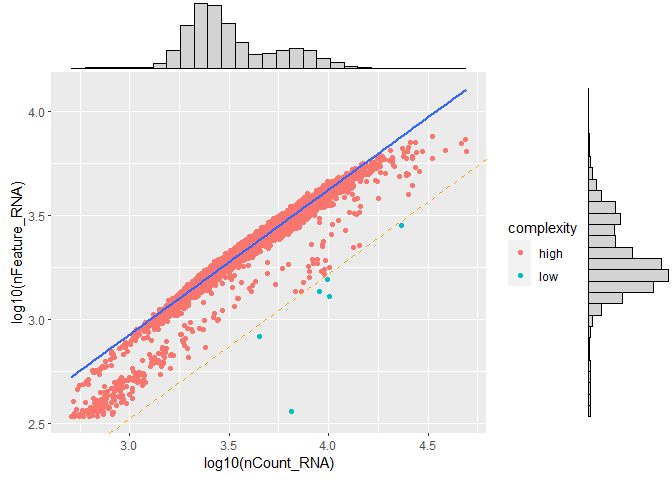 4.0
3.5
3.0
2.5
log10(nFeature_RNA)
3.0 3.5 4.0 4.5
log10(nCount_RNA)
complexity
high
low